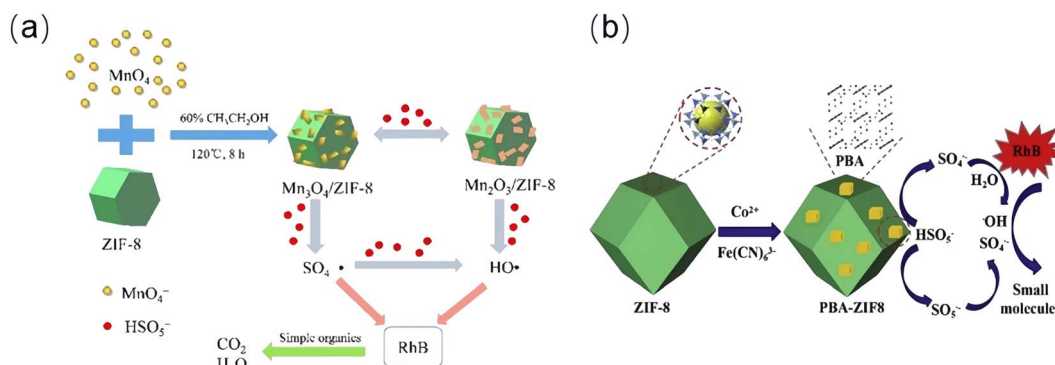 (a)
MnO₄⁻
60% CH₃CH₂OH
120℃, 8 h
ZIF-8
Mn₃O₄/ZIF-8
Mn₂O₃/ZIF-8
SO₄ •
HO•
MnO₄⁻
HSO₅⁻
Simple organics
CO₂
H₂O
RhB
(b)
PBA
RhB
SO₄•⁻
H₂O
Co²⁺
Fe(CN)₆³⁻
HSO₅⁻
•OH
SO₄•⁻
ZIF-8
PBA-ZIF8
SO₅•⁻
Small
molecule